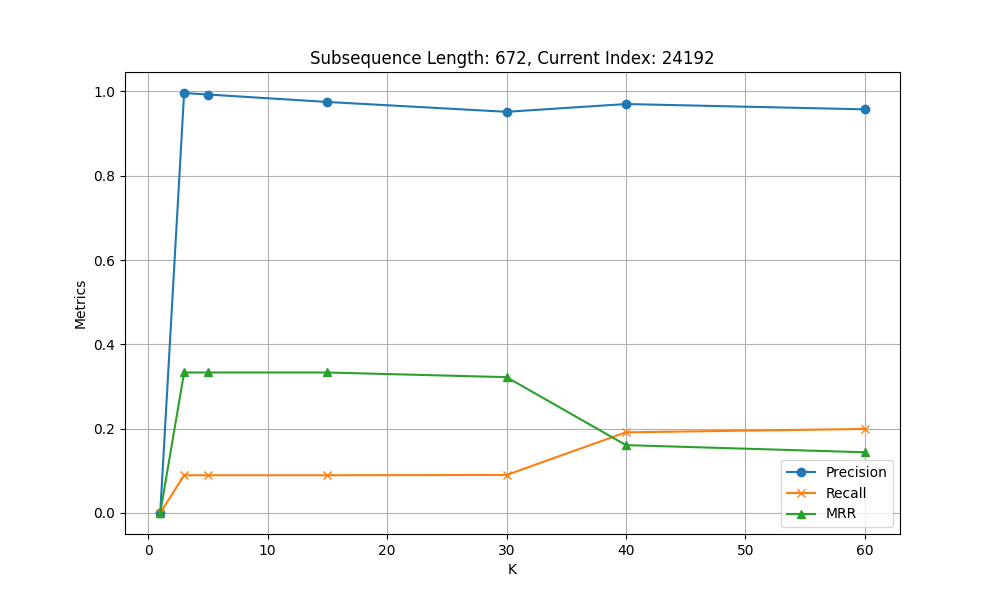 Subsequence Length: 672, Current Index: 24192
1.0
0.8
0.6
0.4
0.2
0.0
Metrics
0 10 20 30 40 50 60
K
Precision
Recall
MRR